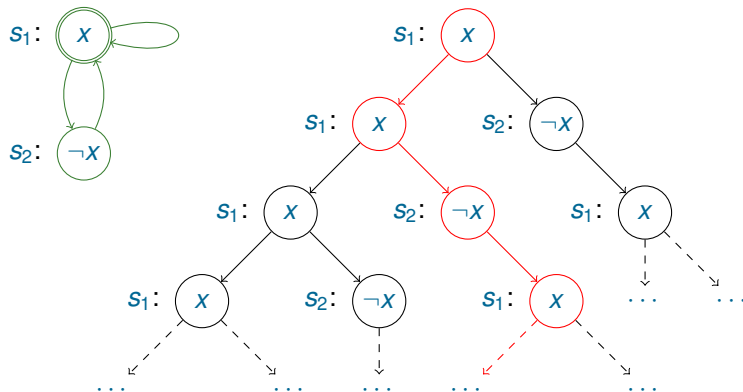 s₁: x s₁: x
s₁: x s₂: ¬x
s₂: ¬x
s₁: x s₂: ¬x s₁: x
s₁: x s₂: ¬x s₁: x ... ...
... ... ... ... ...